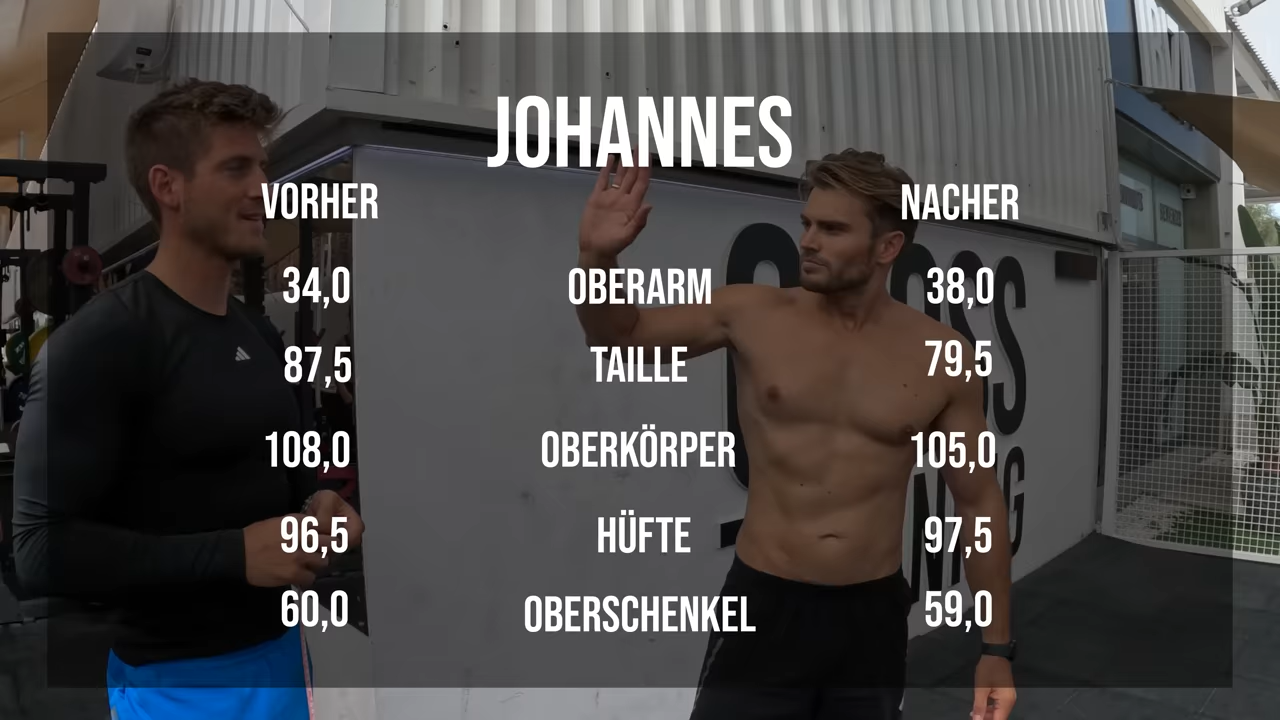 JOHANNES
VORHER NACHER
34,0 OBERARM 38,0
87,5 TAILLE 79,5
108,0 OBERKÖRPER 105,0
96,5 HÜFTE 97,5
60,0 OBERSCHENKEL 59,0